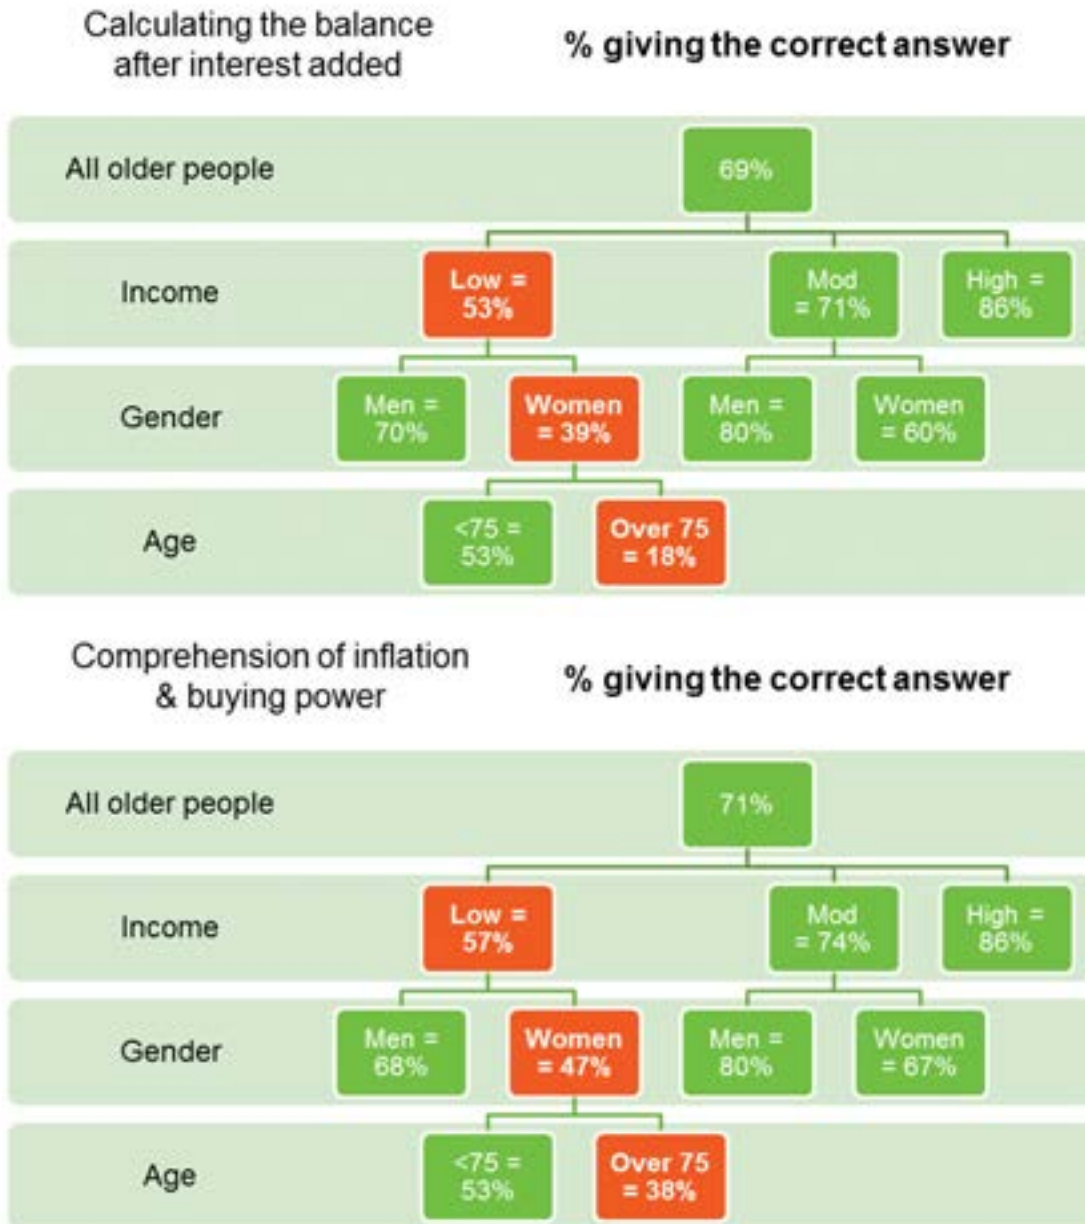 Calculating the balance
after interest added
% giving the correct answer
All older people
69%
Income
Low =
53%
Mod
= 71%
High =
86%
Gender
Men =
70%
Women
= 39%
Men =
80%
Women
= 60%
Age
<75 =
53%
Over 75
= 18%
Comprehension of inflation
& buying power
% giving the correct answer
All older people
71%
Income
Low =
57%
Mod
= 74%
High =
86%
Gender
Men =
68%
Women
= 47%
Men =
80%
Women
= 67%
Age
<75 =
53%
Over 75
= 38%